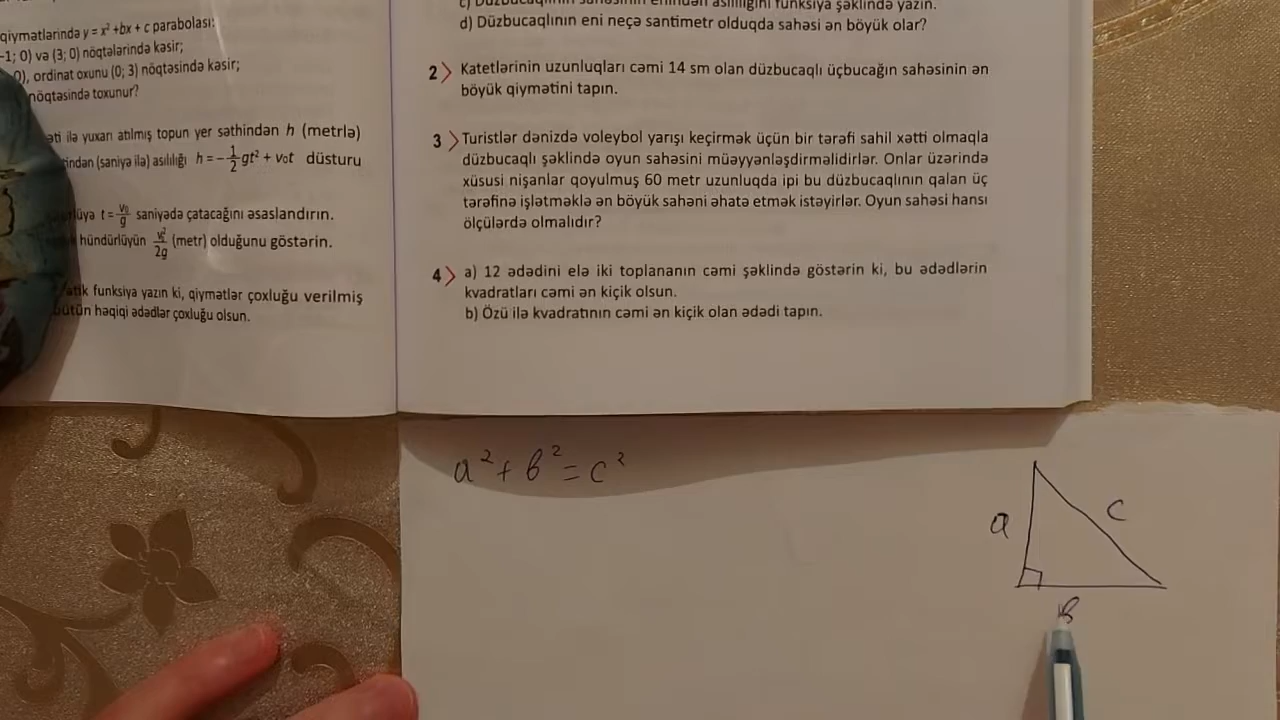 qiymətlərində y = x² +bx + c parabolası:
-1; 0) və (3; 0) nöqtələrində kəsir;
0), ordinat oxunu (0; 3) nöqtəsində kəsir;
nöqtəsində toxunur?
ilə yuxarı atılmış topun yer səthindən h (metrlə)
(saniyə ilə) asılılığı h = -1/2 gt² + v₀t düsturu
t = v₀/g saniyədə çatacağını əsaslandırın.
hündürlüyün v₀²/2g (metr) olduğunu göstərin.
funksiya yazın ki, qiymətlər çoxluğu verilmiş
bütün həqiqi ədədlər çoxluğu olsun.
c) Düzbucaqlının sahəsinin enindən asılılığını funksiya şəklində yazın.
d) Düzbucaqlının eni neçə santimetr olduqda sahəsi ən böyük olar?
2 Katetlərinin uzunluqları cəmi 14 sm olan düzbucaqlı üçbucağın sahəsinin ən
böyük qiymətini tapın.
3 Turistlər dənizdə voleybol yarışı keçirmək üçün bir tərəfi sahil xətti olmaqla
düzbucaqlı şəklində oyun sahəsini müəyyənləşdirməlidirlər. Onlar üzərində
xüsusi nişanlar qoyulmuş 60 metr uzunluqda ipi bu düzbucaqlının qalan üç
tərəfinə işlətməklə ən böyük sahəni əhatə etmək istəyirlər. Oyun sahəsi hansı
ölçülərdə olmalıdır?
4 a) 12 ədədini elə iki toplananın cəmi şəklində göstərin ki, bu ədədlərin
kvadratları cəmi ən kiçik olsun.
b) Özü ilə kvadratının cəmi ən kiçik olan ədədi tapın.
a² + b² = c²
a
c
b